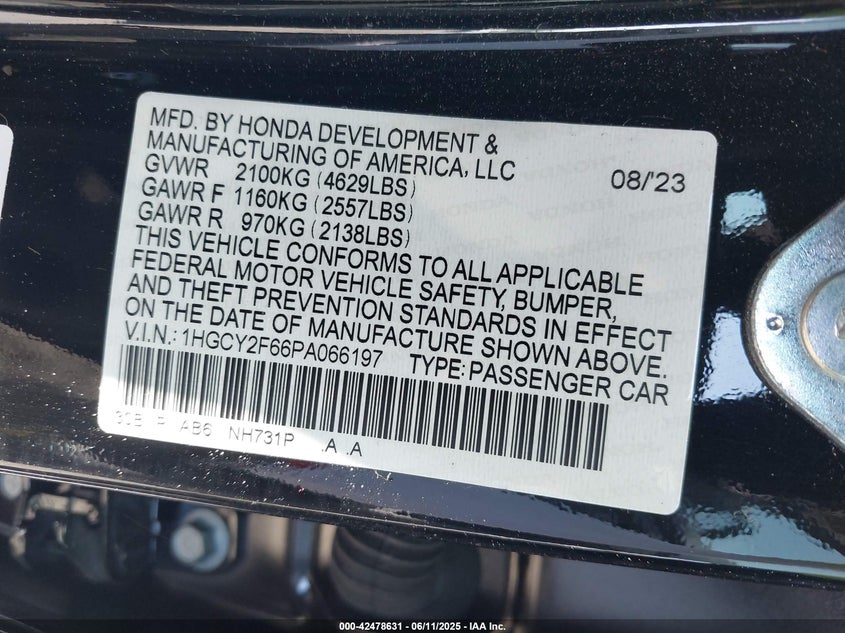 MFD. BY HONDA DEVELOPMENT &
MANUFACTURING OF AMERICA, LLC
GVWR 2100KG (4629LBS) 08/'23
GAWR F 1160KG (2557LBS)
GAWR R 970KG (2138LBS)
THIS VEHICLE CONFORMS TO ALL APPLICABLE
FEDERAL MOTOR VEHICLE SAFETY, BUMPER,
AND THEFT PREVENTION STANDARDS IN EFFECT
ON THE DATE OF MANUFACTURE SHOWN ABOVE.
V.I.N.: 1HGCY2F66PA066197 TYPE: PASSENGER CAR
AB6 NH731P .A .A
000-42478631 - 06/11/2025 - IAA Inc.